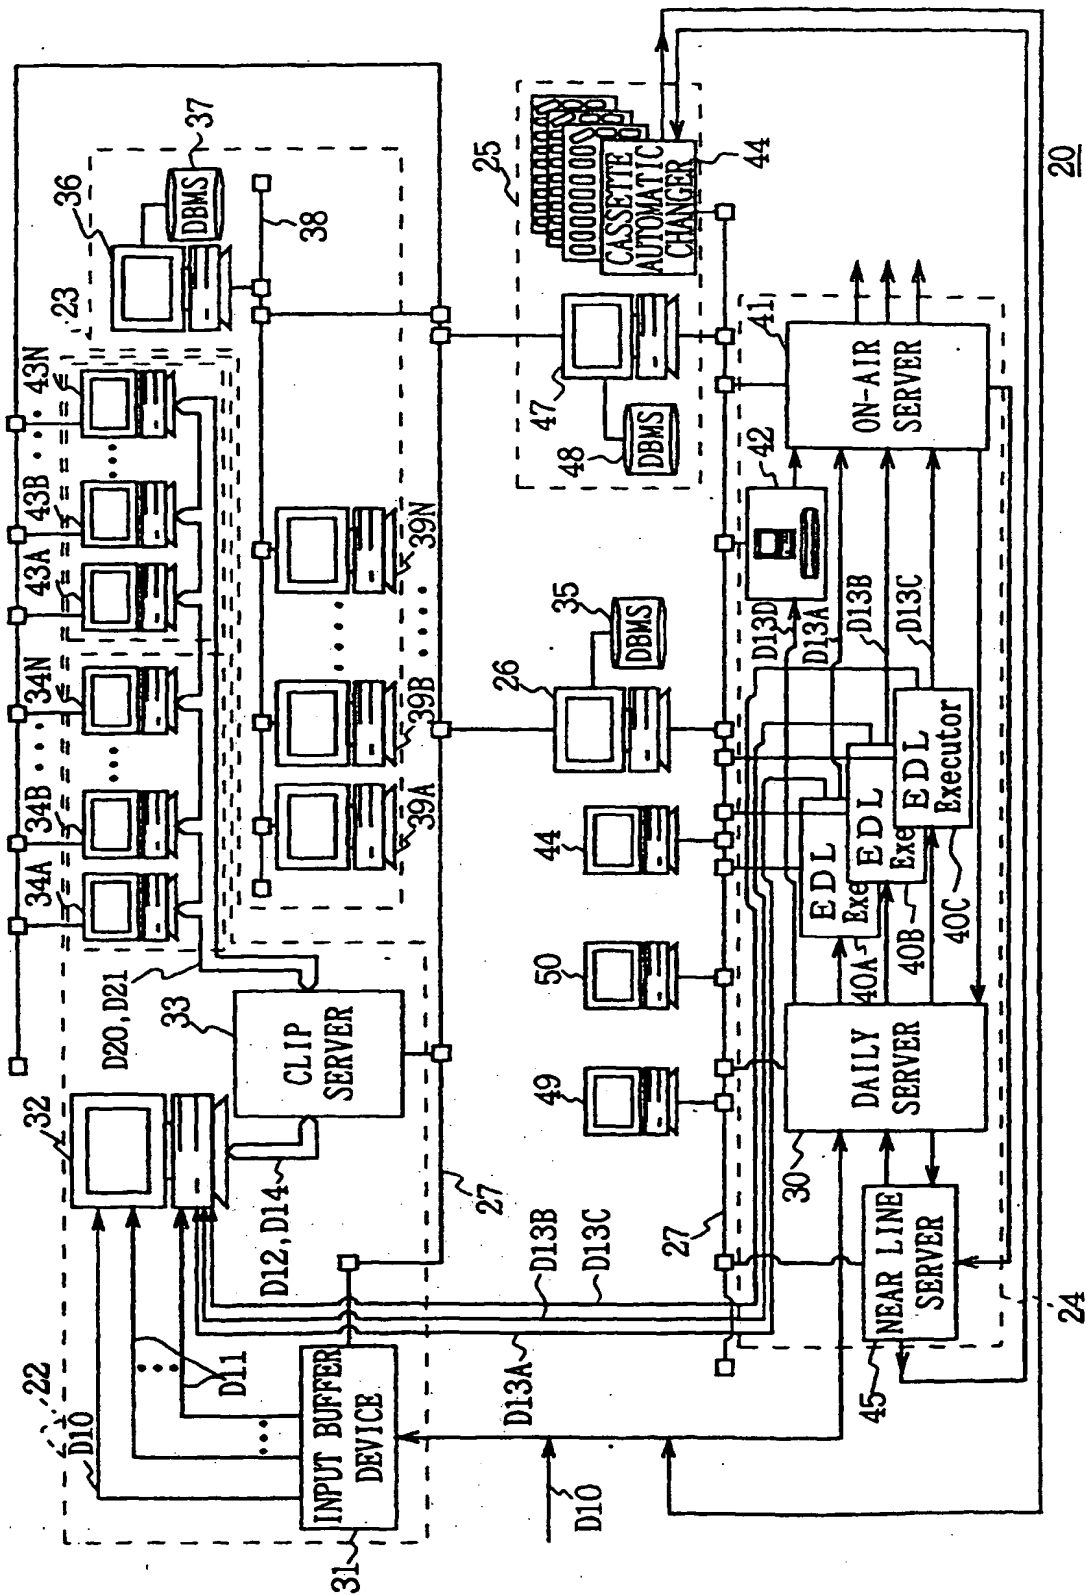 22
D10
D11
INPUT BUFFER
DEVICE
31
32
D12, D14
CLIP
SERVER
33
D20, D21
34A
34B
34N
43A
43B
43N
23
36
DBMS
37
38
39A
39B
39N
27
D13A
D13B
D13C
D10
49
50
44
26
DBMS
35
25
47
DBMS
48
CASSETTE
AUTOMATIC
CHANGER
44
27
NEAR LINE
SERVER
45
DAILY
SERVER
30
EDL
Exe
40A
EDL
Exe
40B
EDL
Executor
40C
D13D
D13A
D13B
D13C
42
ON-AIR
SERVER
41
24
20